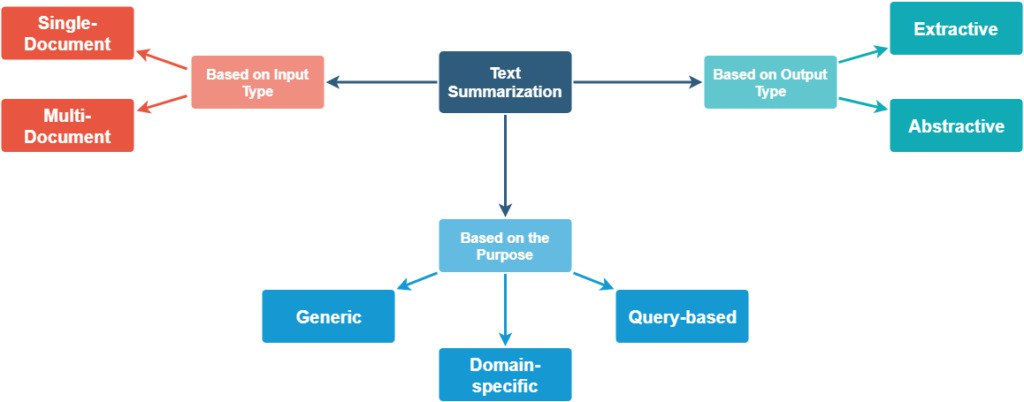 Single-
Document
Multi-
Document
Based on Input
Type
Text
Summarization
Based on Output
Type
Extractive
Abstractive
Based on the
Purpose
Generic
Domain-
specific
Query-based